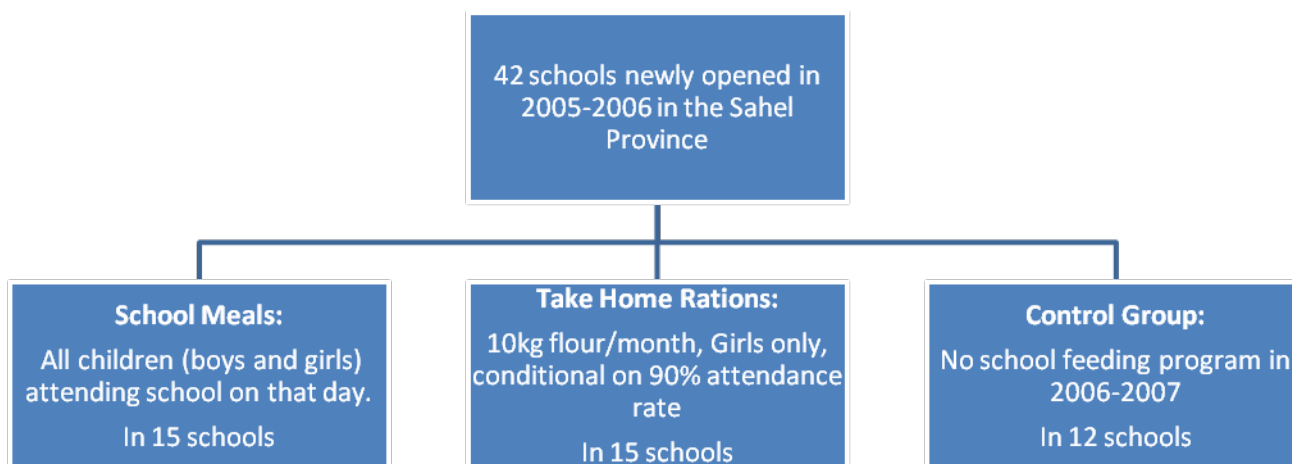 42 schools newly opened in
2005-2006 in the Sahel
Province
School Meals:
All children (boys and girls)
attending school on that day.
In 15 schools
Take Home Rations:
10kg flour/month, Girls only,
conditional on 90% attendance
rate
In 15 schools
Control Group:
No school feeding program in
2006-2007
In 12 schools